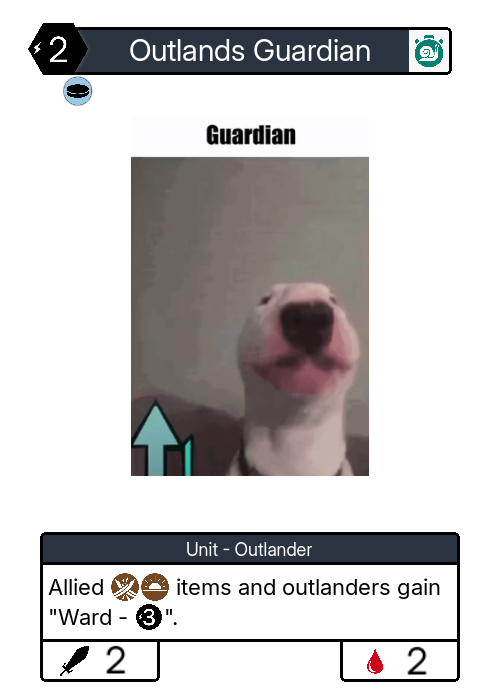 2 Outlands Guardian
Guardian
Unit - Outlander
Allied items and outlanders gain
"Ward - 3".
2 2